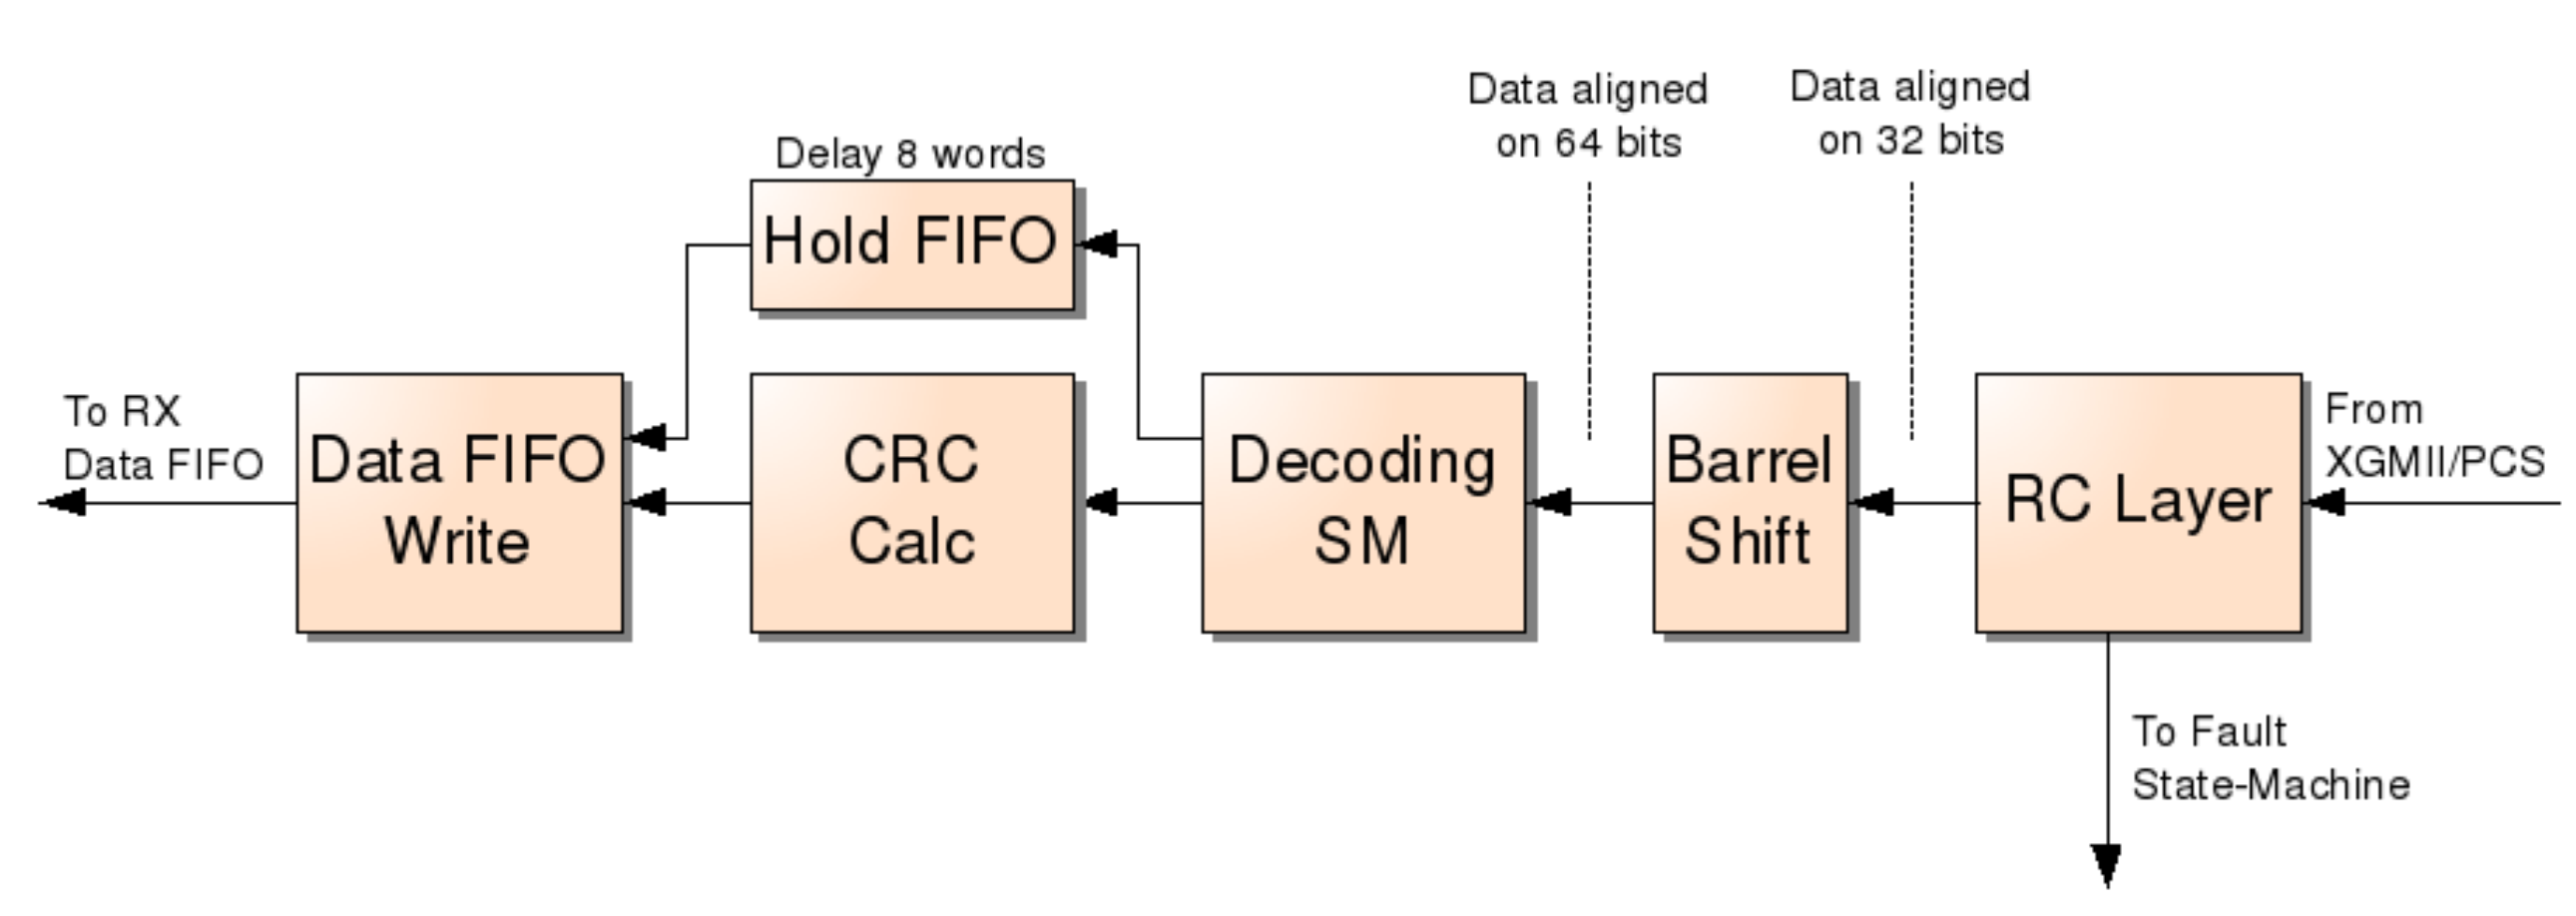 Data aligned
on 64 bits
Data aligned
on 32 bits
Delay 8 words
Hold FIFO
To RX
Data FIFO
Data FIFO
Write
CRC
Calc
Decoding
SM
Barrel
Shift
RC Layer
From
XGMII/PCS
To Fault
State-Machine